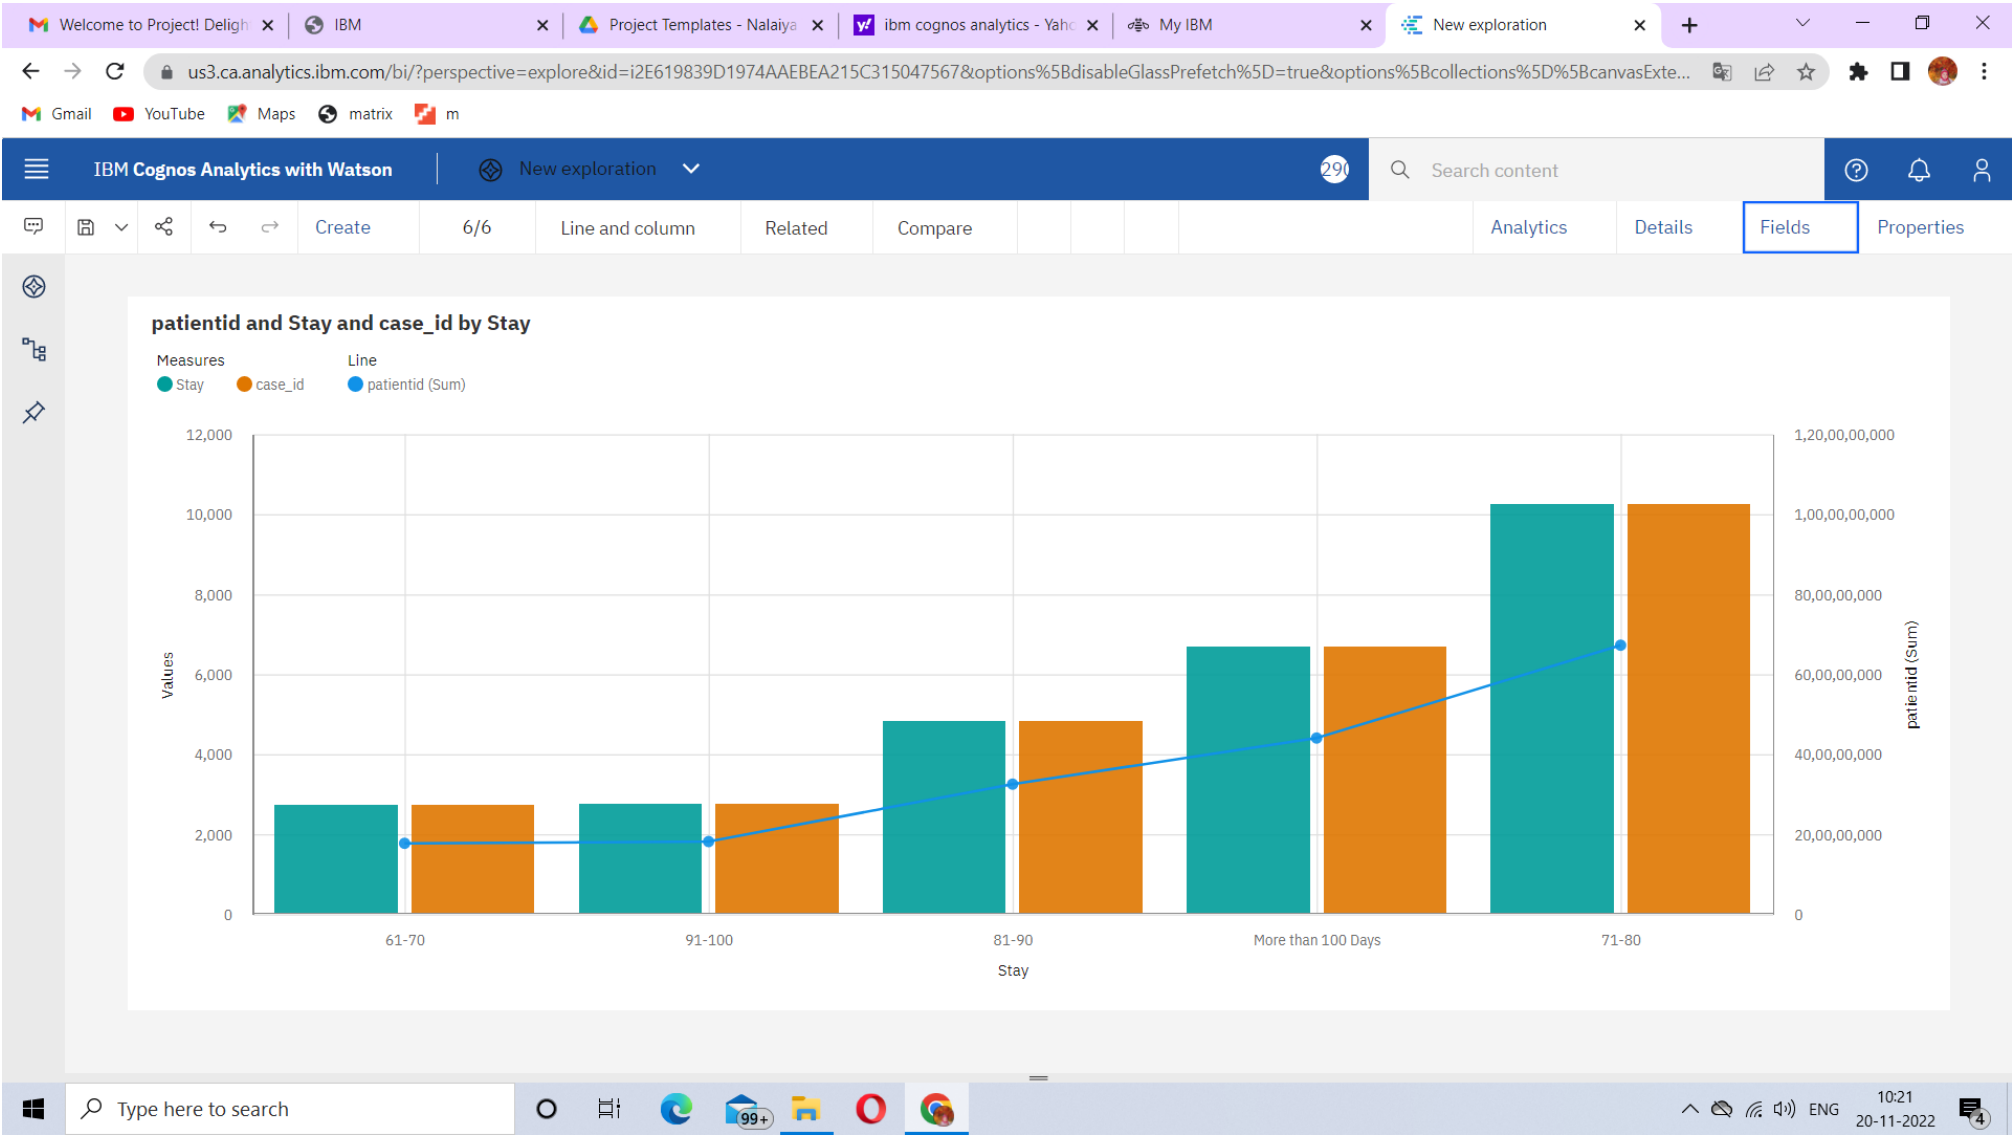 Welcome to Project! Deligh
IBM
Project Templates - Nalaiya
ibm cognos analytics - Yaho
My IBM
New exploration
us3.ca.analytics.ibm.com/bi/?perspective=explore&id=i2E619839D1974AAEBEA215C315047567&options%5BdisableGlassPrefetch%5D=true&options%5Bcollections%5D%5BcanvasExte...
Gmail
YouTube
Maps
matrix
m
IBM Cognos Analytics with Watson
New exploration
290
Search content
Create
6/6
Line and column
Related
Compare
Analytics
Details
Fields
Properties
patientid and Stay and case_id by Stay
Measures
Line
Stay
case_id
patientid (Sum)
12,000
10,000
8,000
6,000
4,000
2,000
0
Values
1,20,00,00,000
1,00,00,00,000
80,00,00,000
60,00,00,000
40,00,00,000
20,00,00,000
0
patientid (Sum)
61-70
91-100
81-90
More than 100 Days
71-80
Stay
Type here to search
99+
ENG
10:21
20-11-2022
4